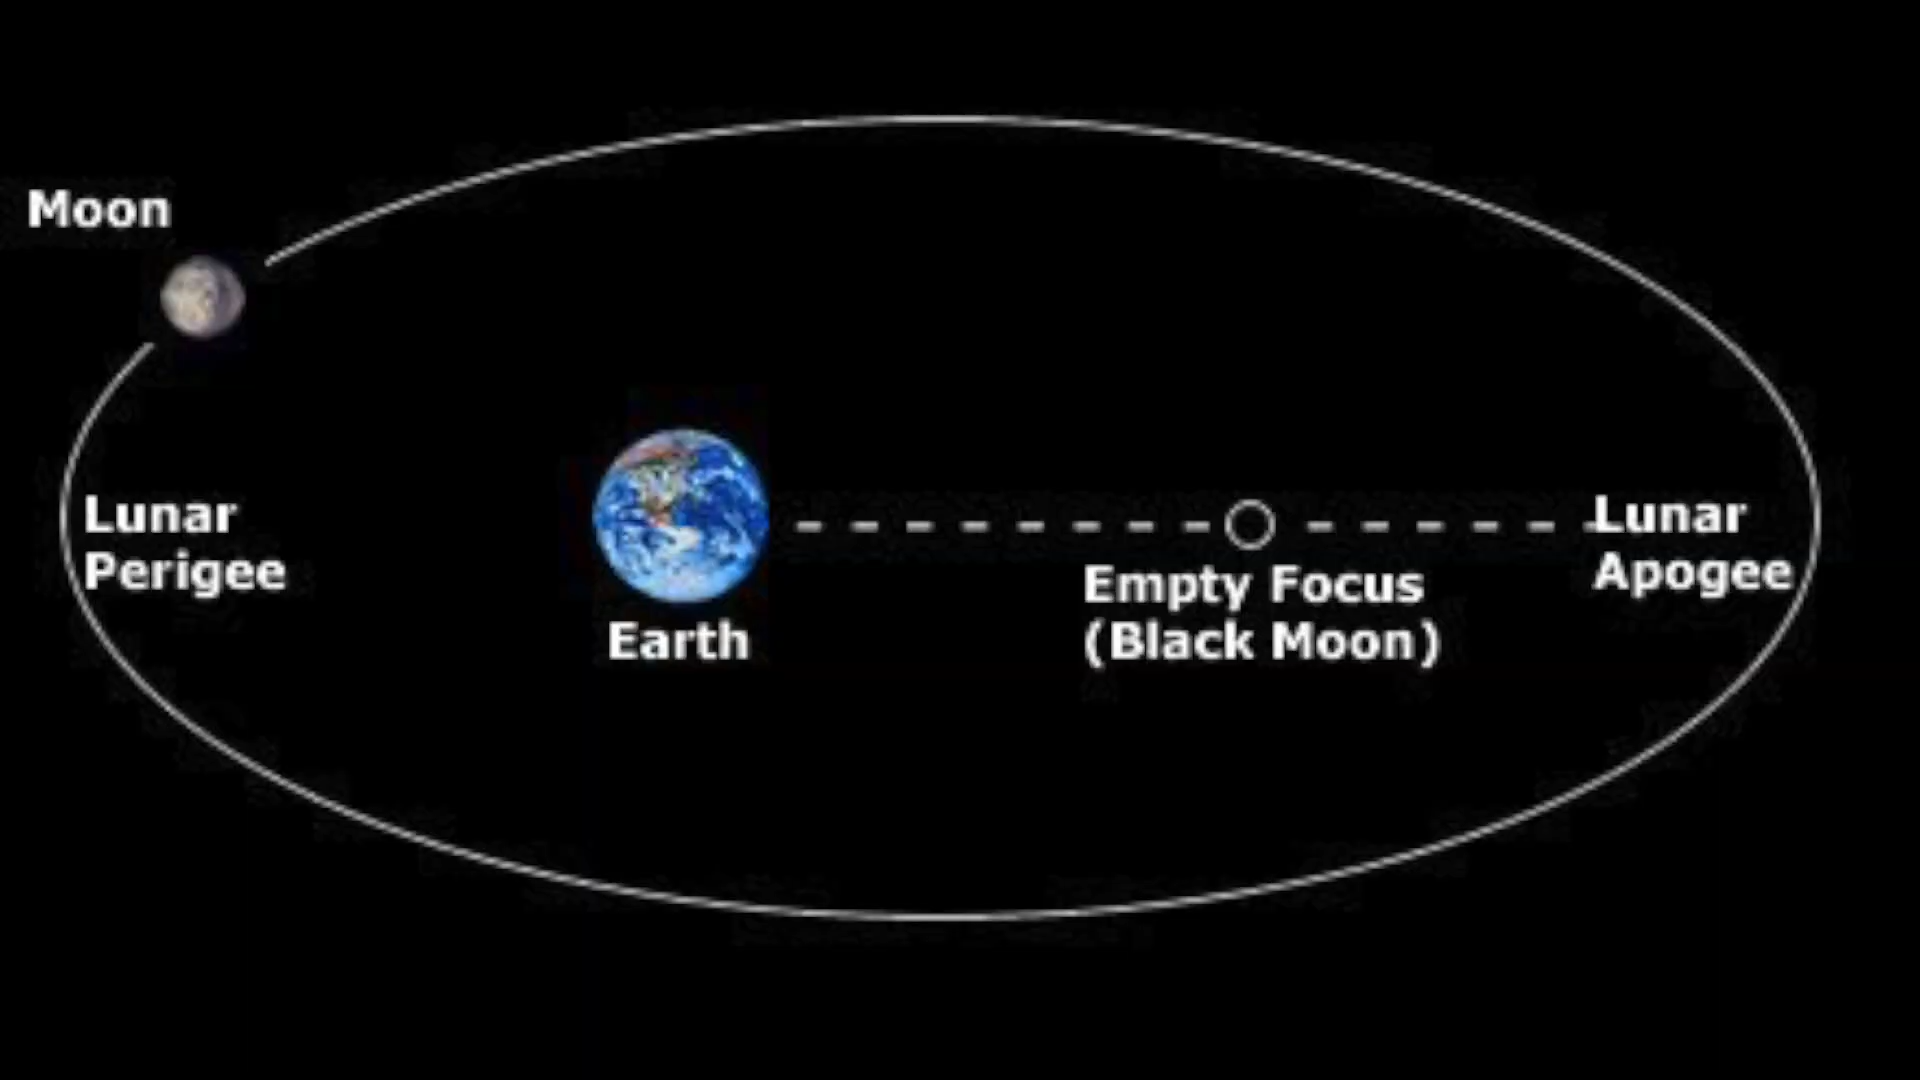 Moon
Lunar
Perigee
Earth
Empty Focus
(Black Moon)
Lunar
Apogee